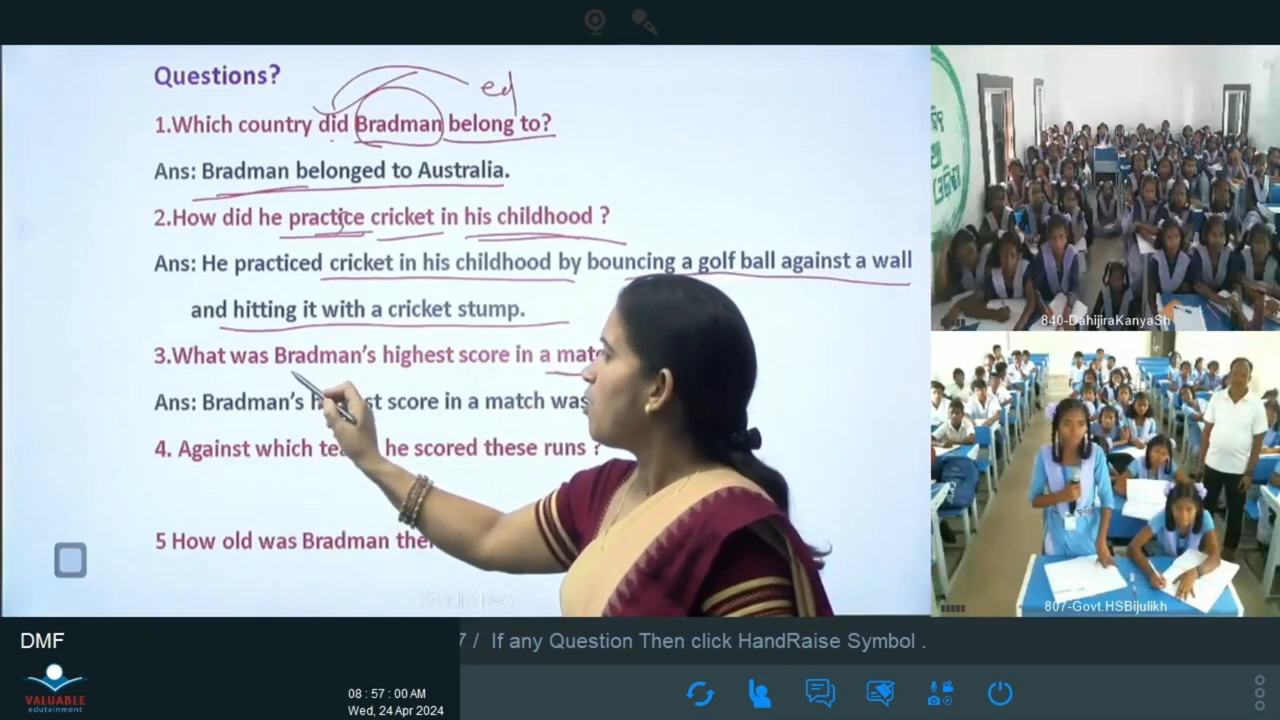 Questions?
ed
1.Which country did Bradman belong to?
Ans: Bradman belonged to Australia.
2.How did he practice cricket in his childhood ?
Ans: He practiced cricket in his childhood by bouncing a golf ball against a wall
and hitting it with a cricket stump.
3.What was Bradman's highest score in a
Ans: Bradman's score in a match was
4. Against which he scored these runs ?
5 How old was Bradman
840-DahijiraKanyaSh
807-Govt.HSBijulikh
DMF
7 / If any Question Then click HandRaise Symbol .
VALUABLE
edutainment
08 : 57 : 00 AM
Wed, 24 Apr 2024